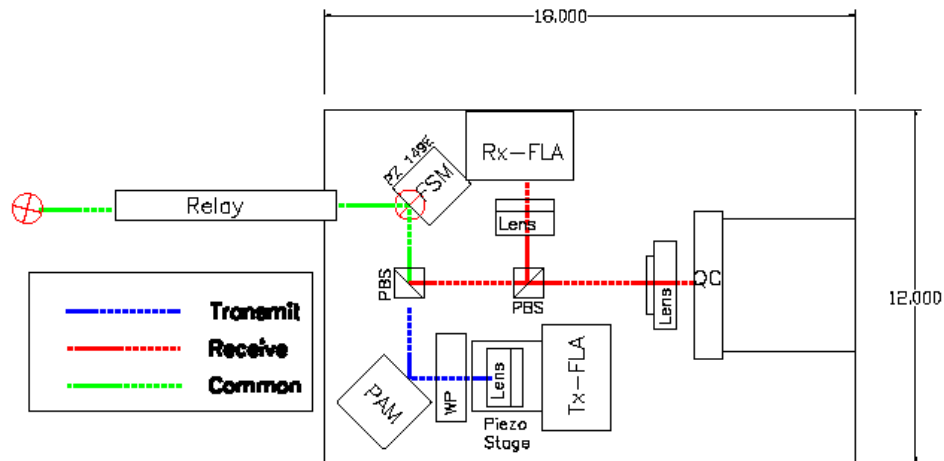 18.000
PZ 149E
FSM
Rx-FLA
Relay
Lens
PBS
PBS
Lens
QC
12.000
Transmit
Receive
Common
PAM
WP
Lens
Tx-FLA
Piezo
Stage